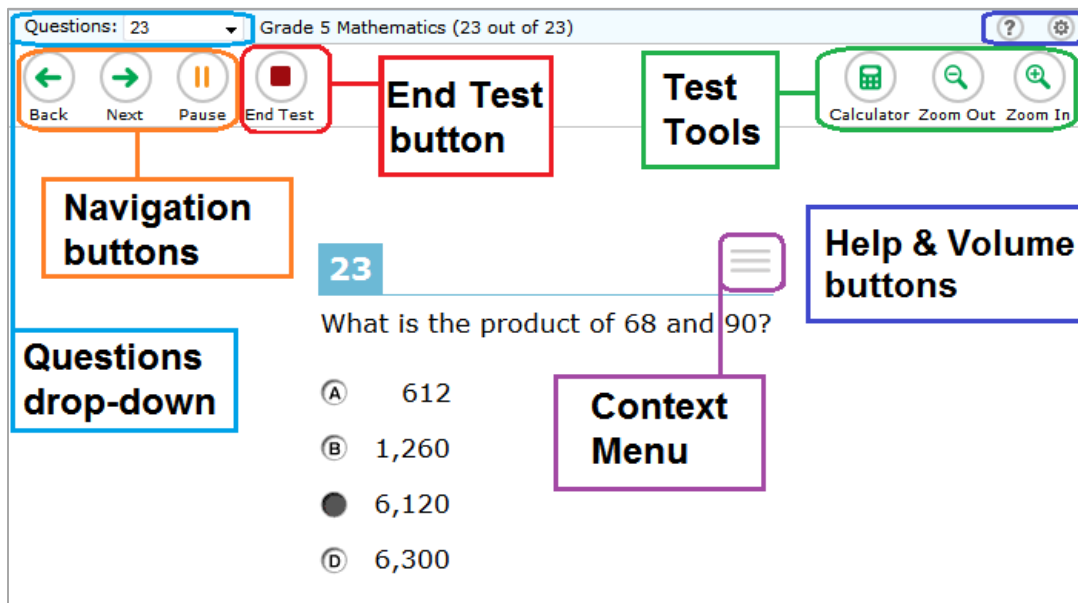 Questions: 23 Grade 5 Mathematics (23 out of 23) ?
Back Next Pause End Test Calculator Zoom Out Zoom In
End Test
button
Test
Tools
Navigation
buttons
Help & Volume
buttons
23
What is the product of 68 and 90?
Questions
drop-down
Context
Menu
A 612
B 1,260
6,120
D 6,300